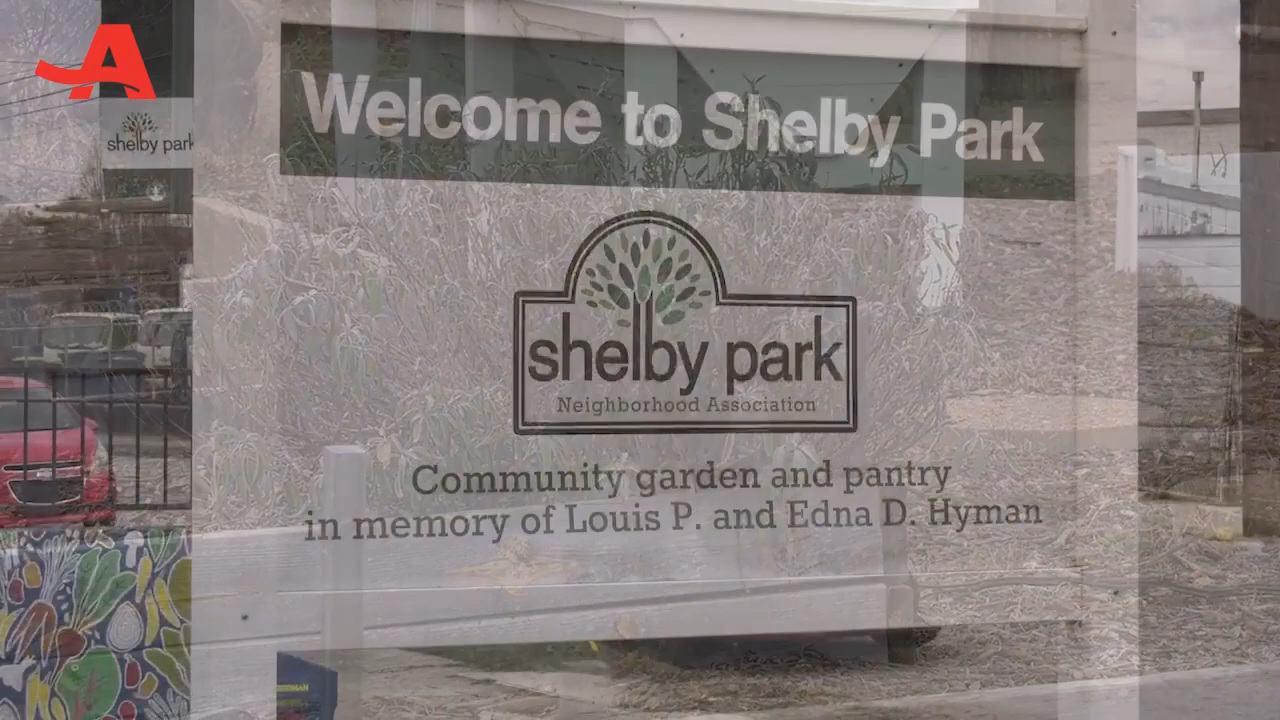 Welcome to Shelby Park
shelby park
shelby park
Neighborhood Association
Community garden and pantry
in memory of Louis P. and Edna D. Hyman